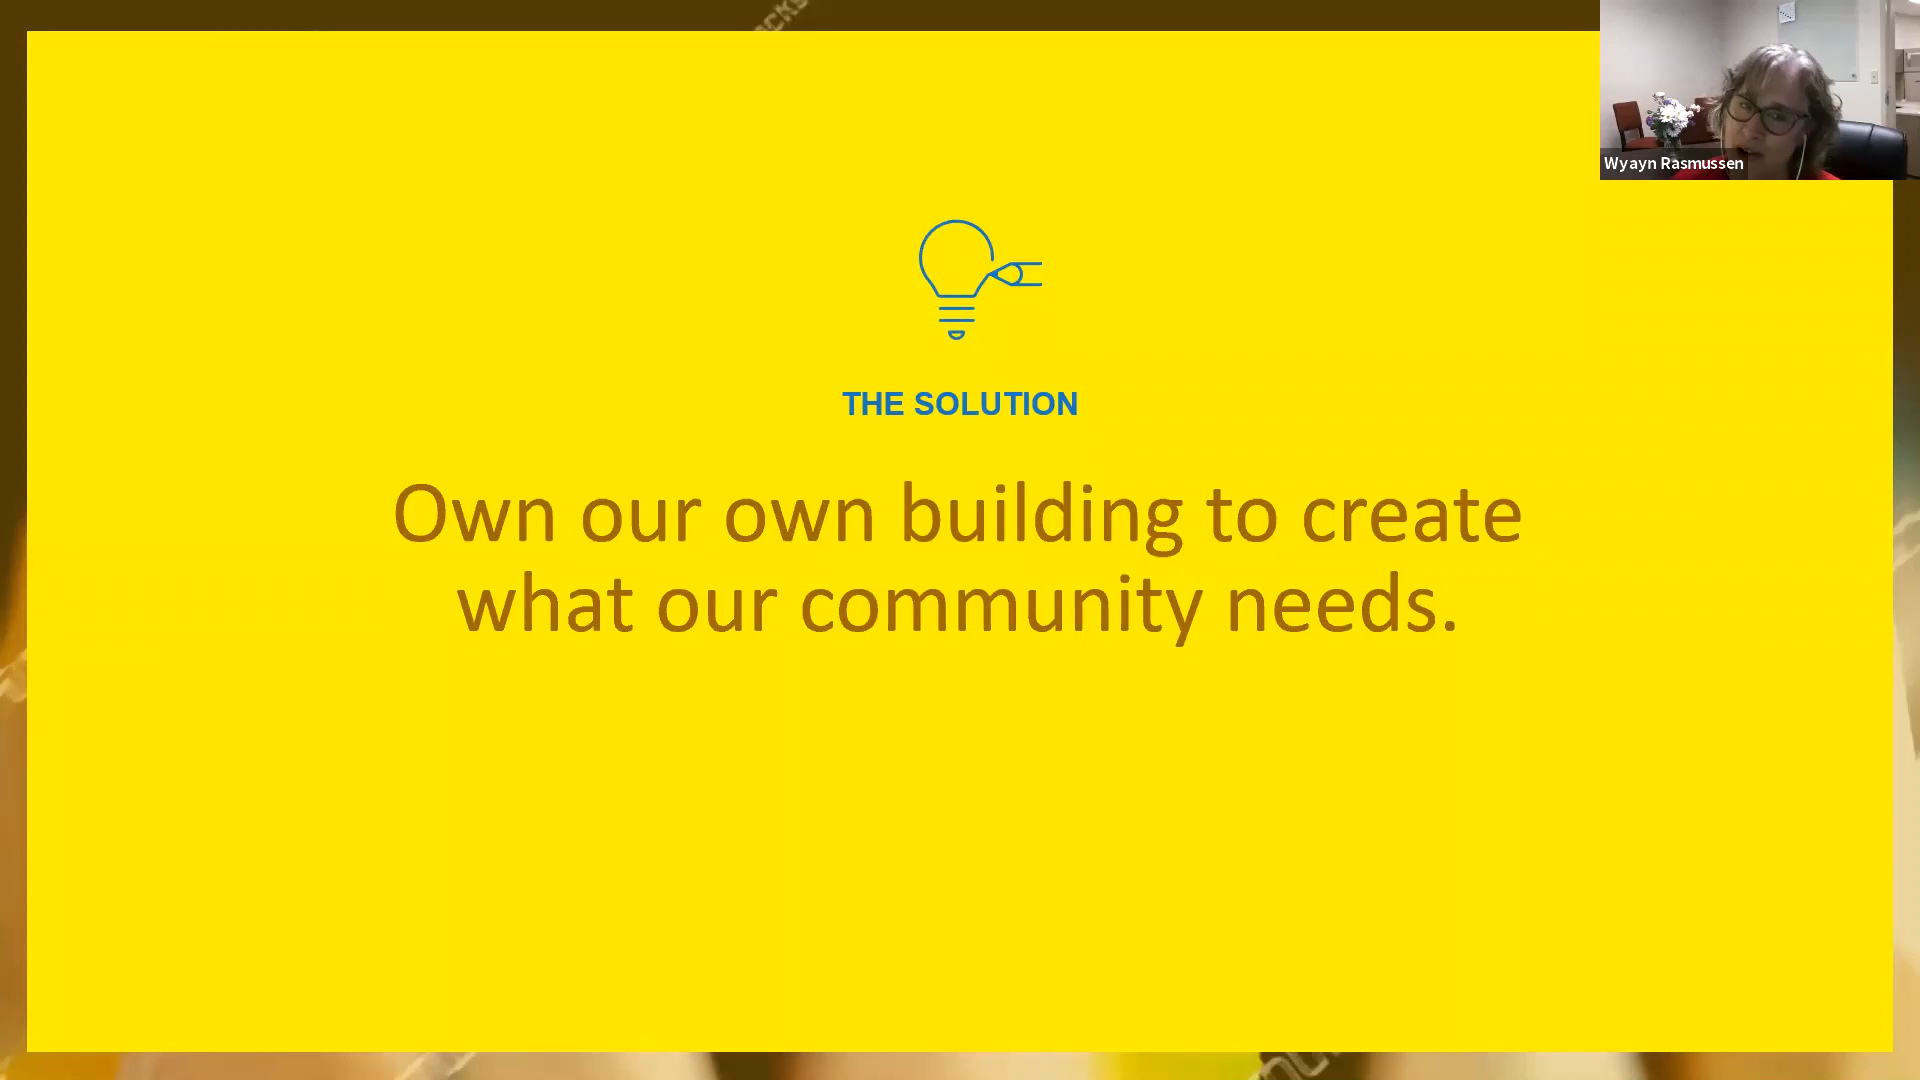 Wyayn Rasmussen
THE SOLUTION
Own our own building to create
what our community needs.